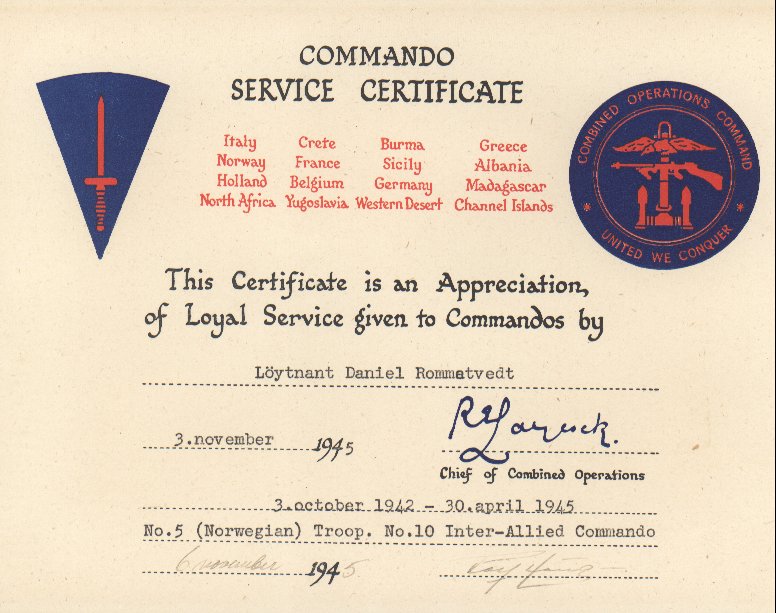 COMMANDO
SERVICE CERTIFICATE
Italy Crete Burma Greece
Norway France Sicily Albania
Holland Belgium Germany Madagascar
North Africa Yugoslavia Western Desert Channel Islands
COMBINED OPERATIONS COMMAND
* UNITED WE CONQUER *
This Certificate is an Appreciation,
of Loyal Service given to Commandos by
Löytnant Daniel Rommetvedt
3.november 1945
R E Laycock.
Chief of Combined Operations
3.october 1942 - 30.april 1945
No.5 (Norwegian) Troop. No.10 Inter-Allied Commando
6 november 1945